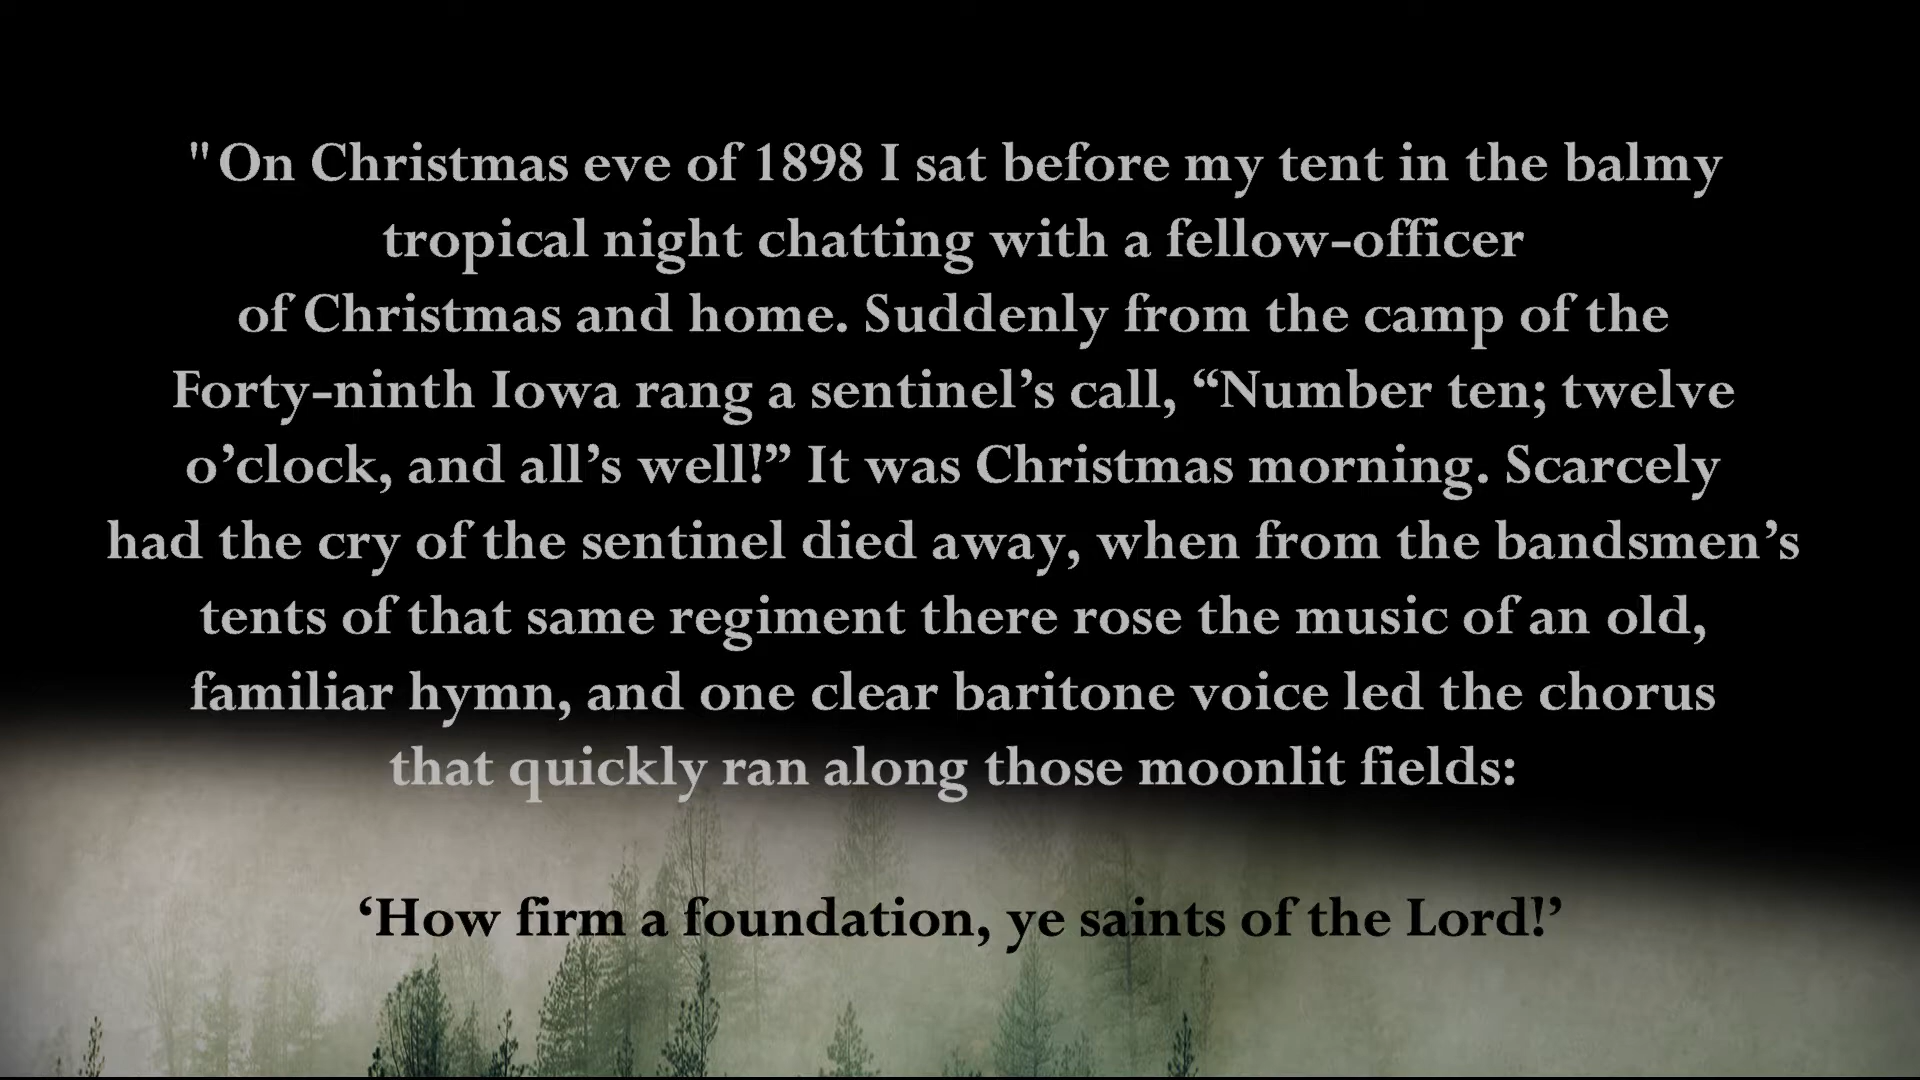 "On Christmas eve of 1898 I sat before my tent in the balmy
tropical night chatting with a fellow-officer
of Christmas and home. Suddenly from the camp of the
Forty-ninth Iowa rang a sentinel’s call, “Number ten; twelve
o’clock, and all’s well!” It was Christmas morning. Scarcely
had the cry of the sentinel died away, when from the bandsmen’s
tents of that same regiment there rose the music of an old,
familiar hymn, and one clear baritone voice led the chorus
that quickly ran along those moonlit fields:
‘How firm a foundation, ye saints of the Lord!’